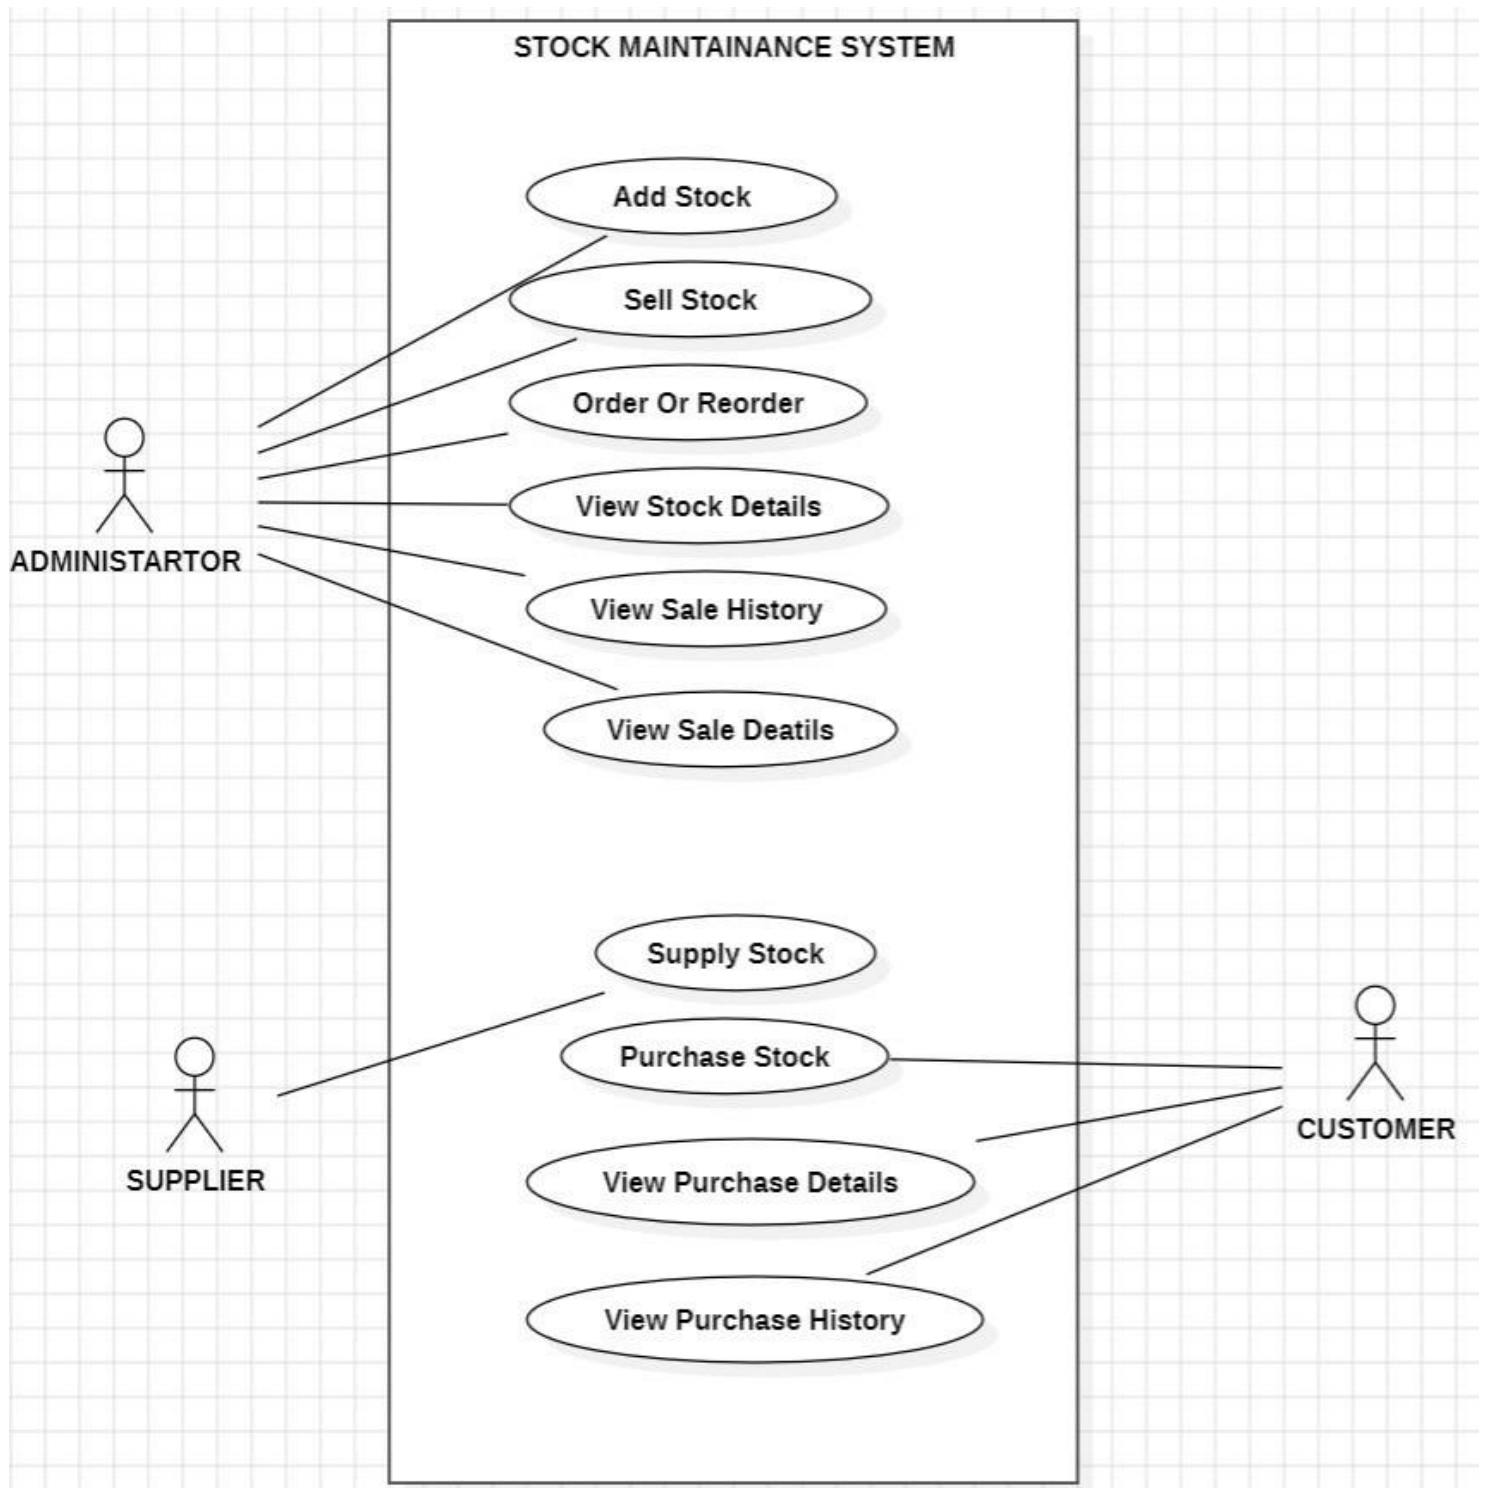 STOCK MAINTAINANCE SYSTEM
Add Stock
Sell Stock
Order Or Reorder
View Stock Details
ADMINISTARTOR
View Sale History
View Sale Deatils
Supply Stock
Purchase Stock
CUSTOMER
SUPPLIER
View Purchase Details
View Purchase History